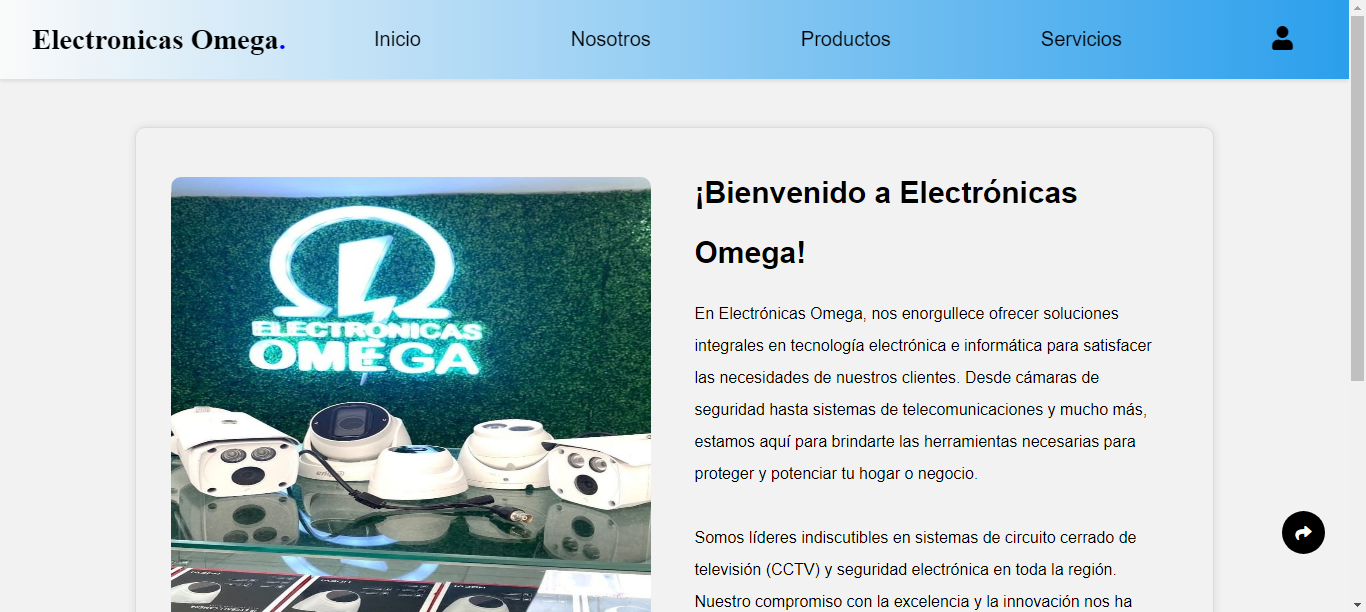 Electronicas Omega.
Inicio
Nosotros
Productos
Servicios
ELECTRONICAS
OMEGA
¡Bienvenido a Electrónicas
Omega!
En Electrónicas Omega, nos enorgullece ofrecer soluciones
integrales en tecnología electrónica e informática para satisfacer
las necesidades de nuestros clientes. Desde cámaras de
seguridad hasta sistemas de telecomunicaciones y mucho más,
estamos aquí para brindarte las herramientas necesarias para
proteger y potenciar tu hogar o negocio.
Somos líderes indiscutibles en sistemas de circuito cerrado de
televisión (CCTV) y seguridad electrónica en toda la región.
Nuestro compromiso con la excelencia y la innovación nos ha